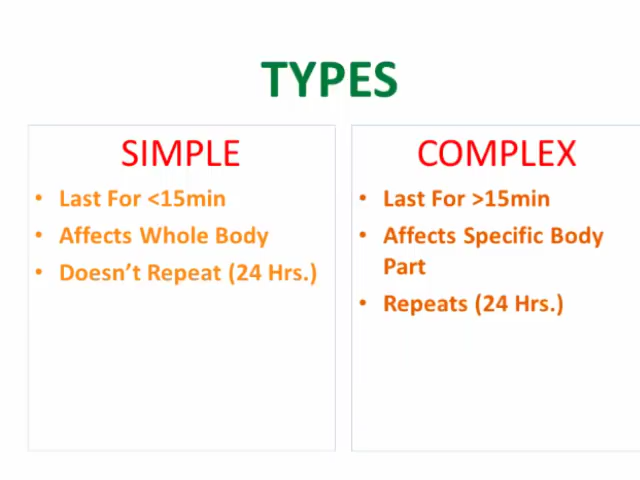 TYPES
SIMPLE
• Last For <15min
• Affects Whole Body
• Doesn’t Repeat (24 Hrs.)
COMPLEX
• Last For >15min
• Affects Specific Body
Part
• Repeats (24 Hrs.)